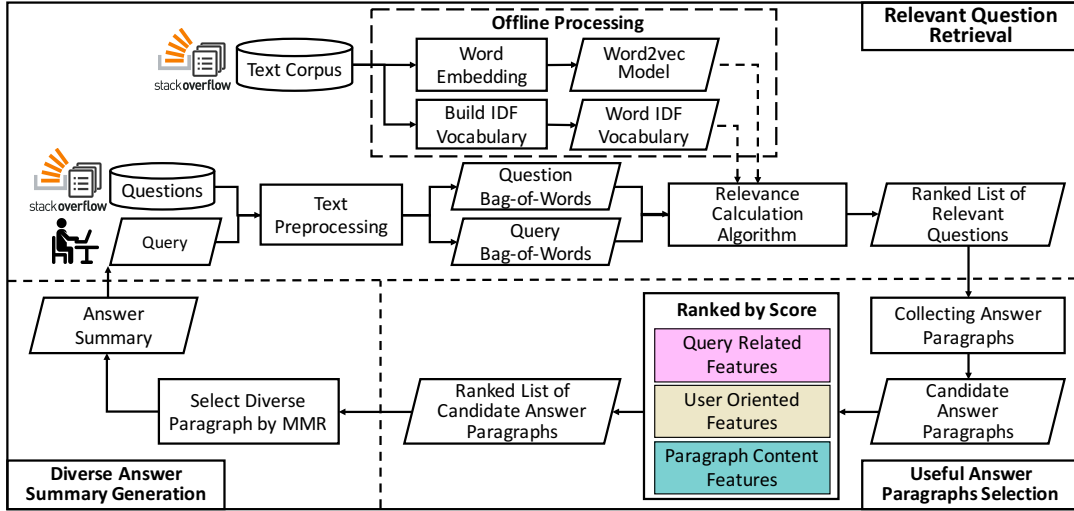 Offline Processing
Relevant Question
Retrieval
stackoverflow
Text Corpus
Word
Embedding
Word2vec
Model
Build IDF
Vocabulary
Word IDF
Vocabulary
stackoverflow
Questions
Query
Text
Preprocessing
Question
Bag-of-Words
Query
Bag-of-Words
Relevance
Calculation
Algorithm
Ranked List of
Relevant
Questions
Answer
Summary
Select Diverse
Paragraph by MMR
Ranked List of
Candidate Answer
Paragraphs
Ranked by Score
Query Related
Features
User Oriented
Features
Paragraph Content
Features
Collecting Answer
Paragraphs
Candidate
Answer
Paragraphs
Diverse Answer
Summary Generation
Useful Answer
Paragraphs Selection